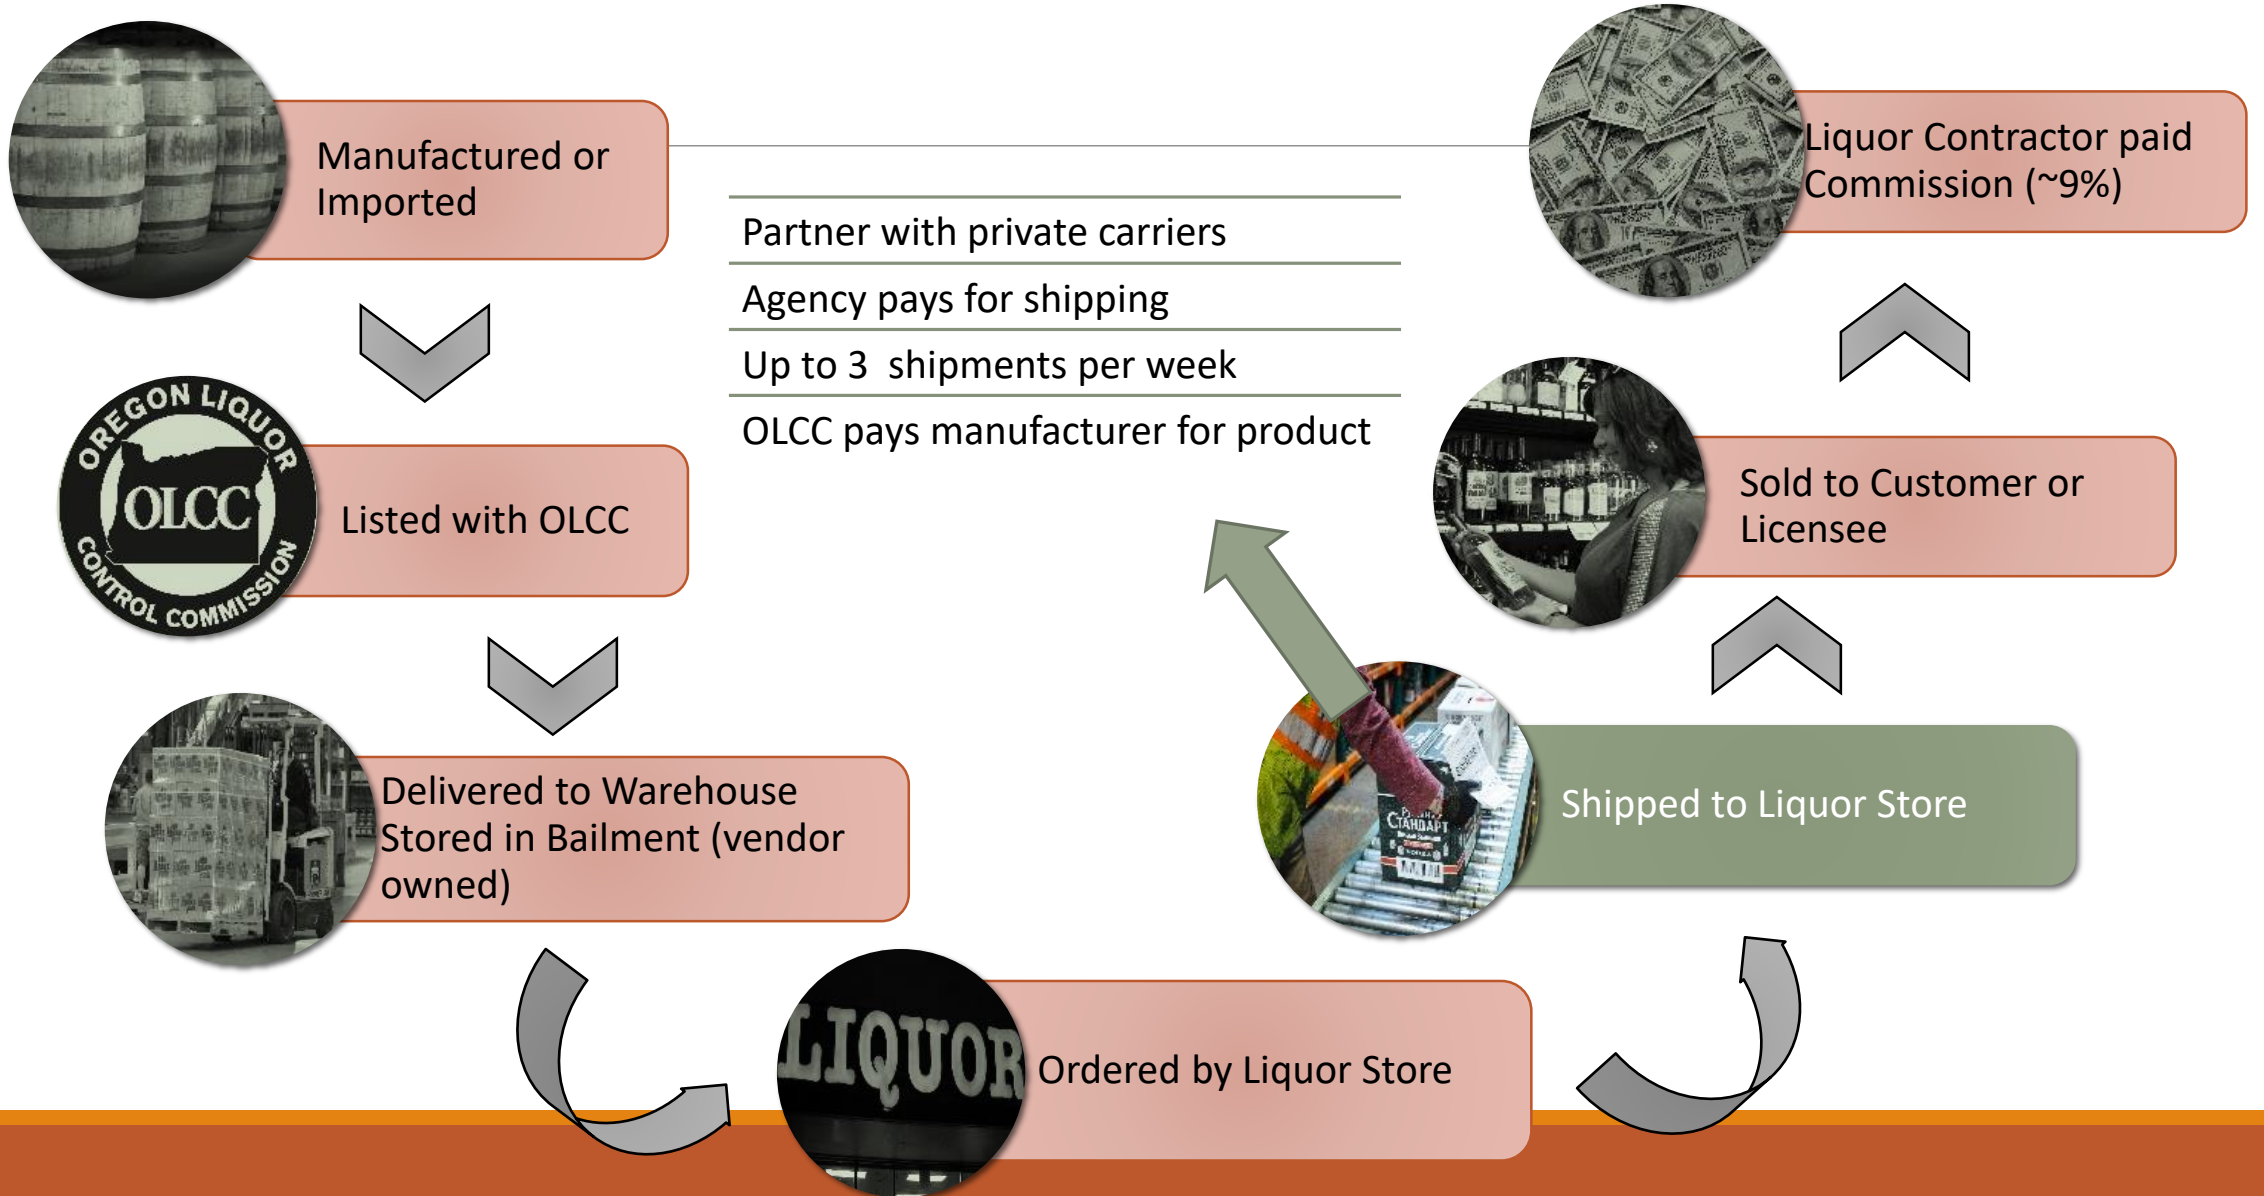 Manufactured or
Imported
OREGON LIQUOR
OLCC
CONTROL COMMISSION
Listed with OLCC
Delivered to Warehouse
Stored in Bailment (vendor
owned)
LIQUOR
Ordered by Liquor Store
СТАНДАРТ
Shipped to Liquor Store
Partner with private carriers
Agency pays for shipping
Up to 3  shipments per week
OLCC pays manufacturer for product
Sold to Customer or
Licensee
Liquor Contractor paid
Commission (~9%)